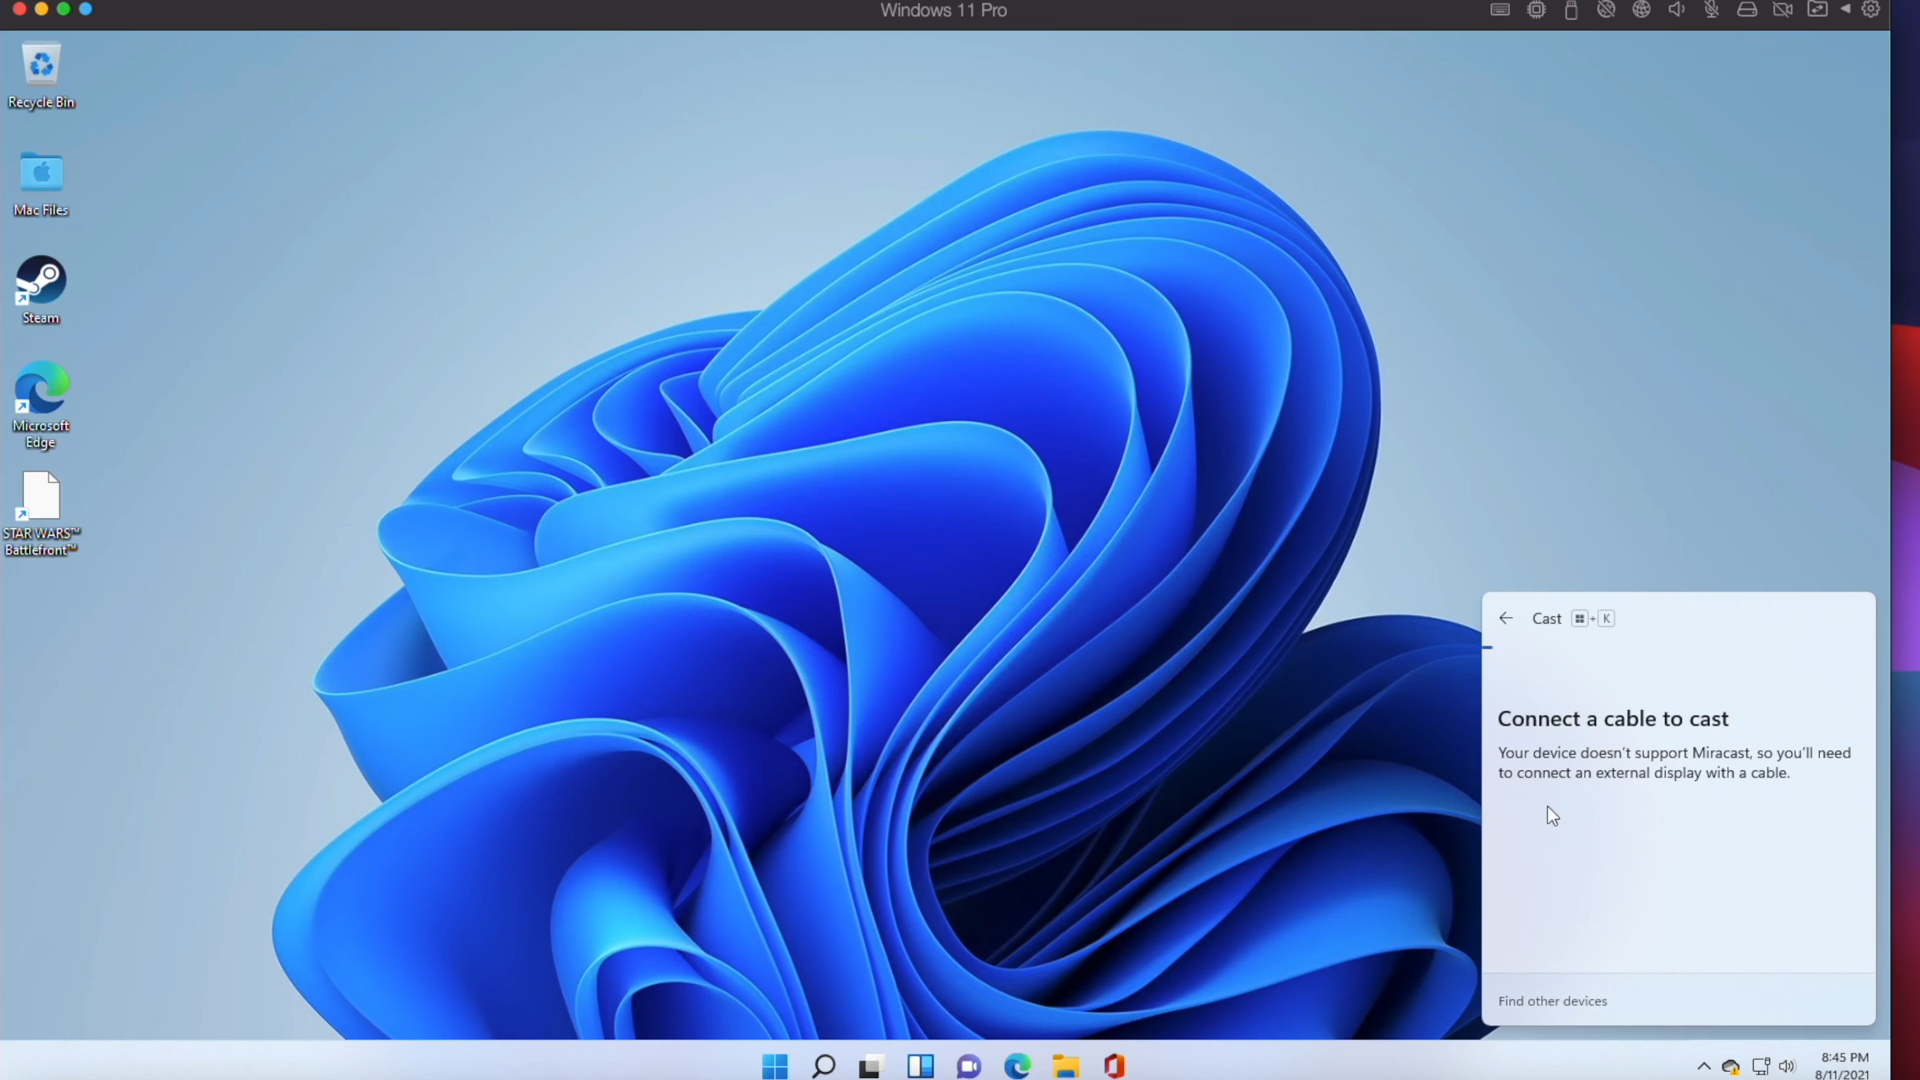 Windows 11 Pro
Recycle Bin
Mac Files
Steam
Microsoft
Edge
STAR WARS™
Battlefront™
Cast + K
Connect a cable to cast
Your device doesn’t support Miracast, so you’ll need
to connect an external display with a cable.
Find other devices
8:45 PM
8/11/2021